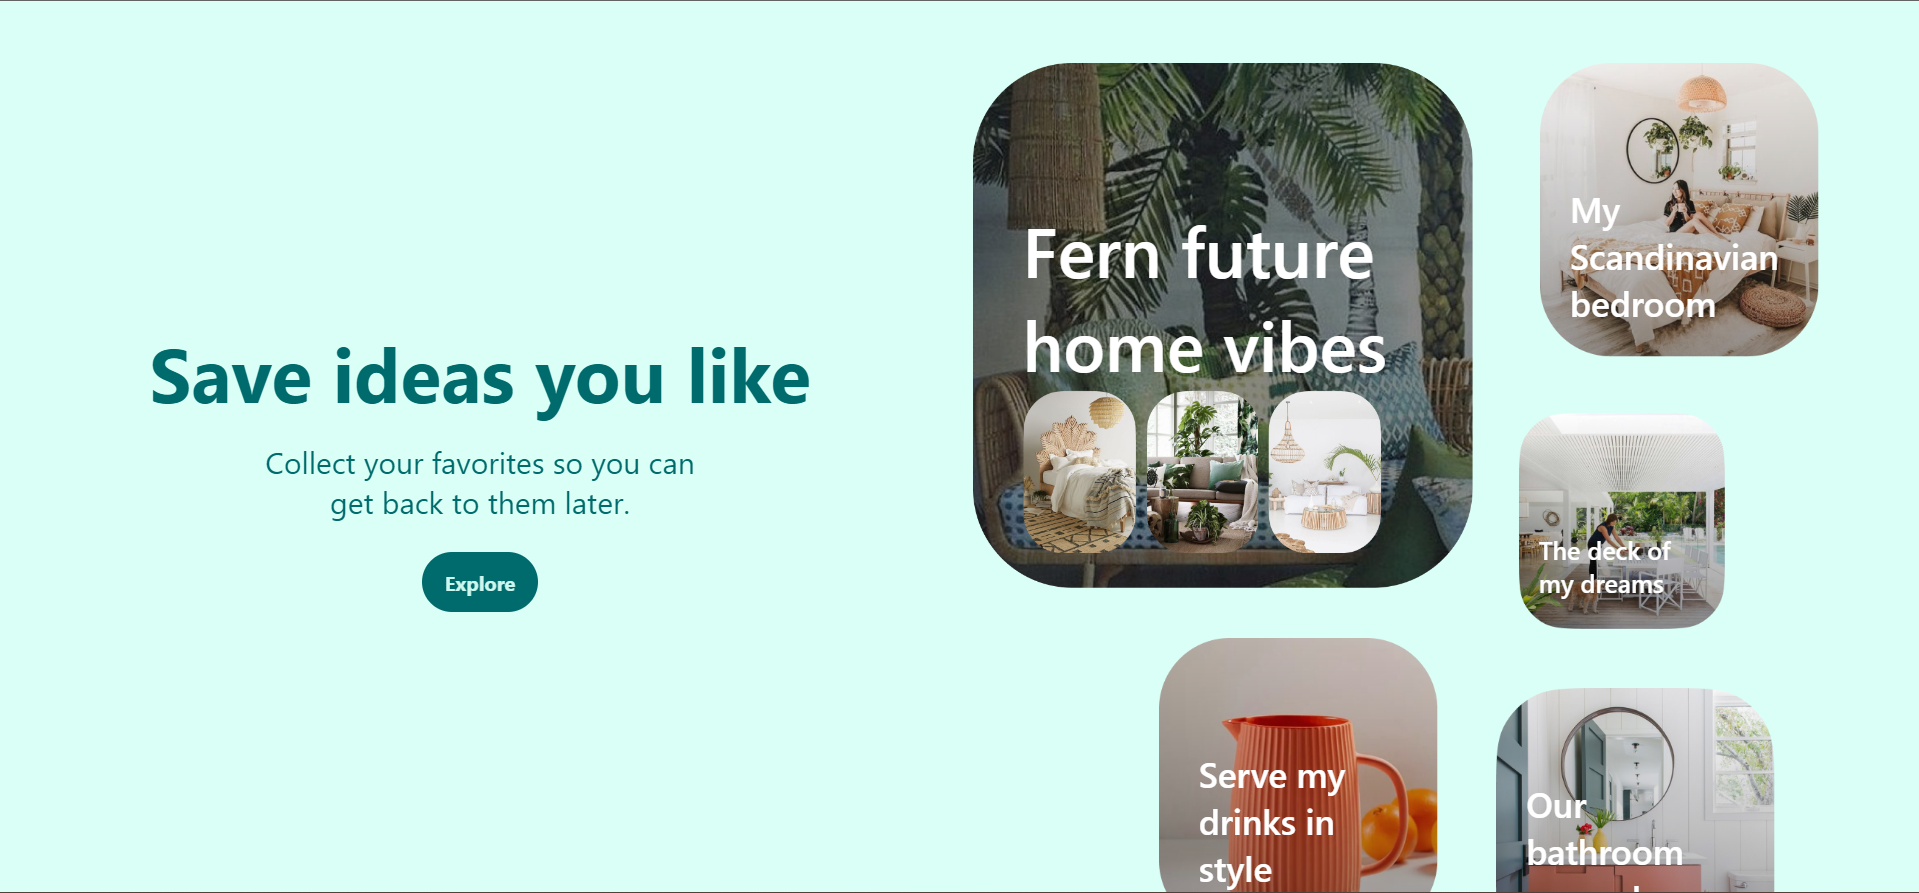 Save ideas you like
Collect your favorites so you can
get back to them later.
Explore
Fern future
home vibes
My
Scandinavian
bedroom
The deck of
my dreams
Serve my
drinks in
style
Our
bathroom